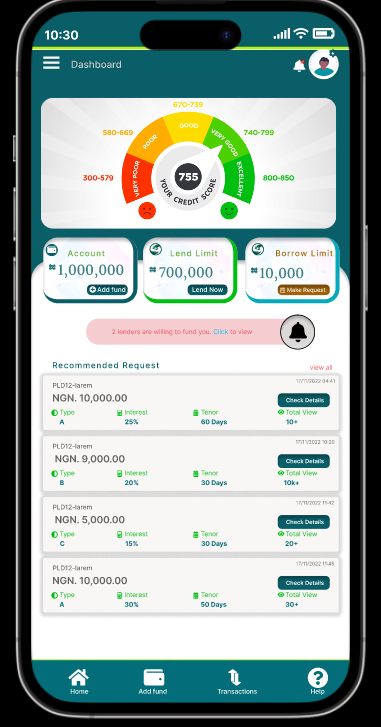 10:30
Dashboard
670-739
580-669
740-799
300-579
800-850
VERY POOR
POOR
GOOD
VERY GOOD
EXCELLENT
755
YOUR CREDIT SCORE
Account
₦1,000,000
Add fund
Lend Limit
₦700,000
Lend Now
Borrow Limit
₦10,000
Make Request
2 lenders are willing to fund you. Click to view
Recommended Request
view all
PLD12-larem 17/11/2022 04:41
NGN. 10,000.00 Check Details
Type Interest Tenor Total View
A 25% 60 Days 10+
PLD12-larem 17/11/2022 10:20
NGN. 9,000.00 Check Details
Type Interest Tenor Total View
B 20% 30 Days 10k+
PLD12-larem 17/11/2022 11:42
NGN. 5,000.00 Check Details
Type Interest Tenor Total View
C 15% 30 Days 20+
PLD12-larem 17/11/2022 11:45
NGN. 10,000.00 Check Details
Type Interest Tenor Total View
A 30% 50 Days 30+
Home Add fund Transactions Help